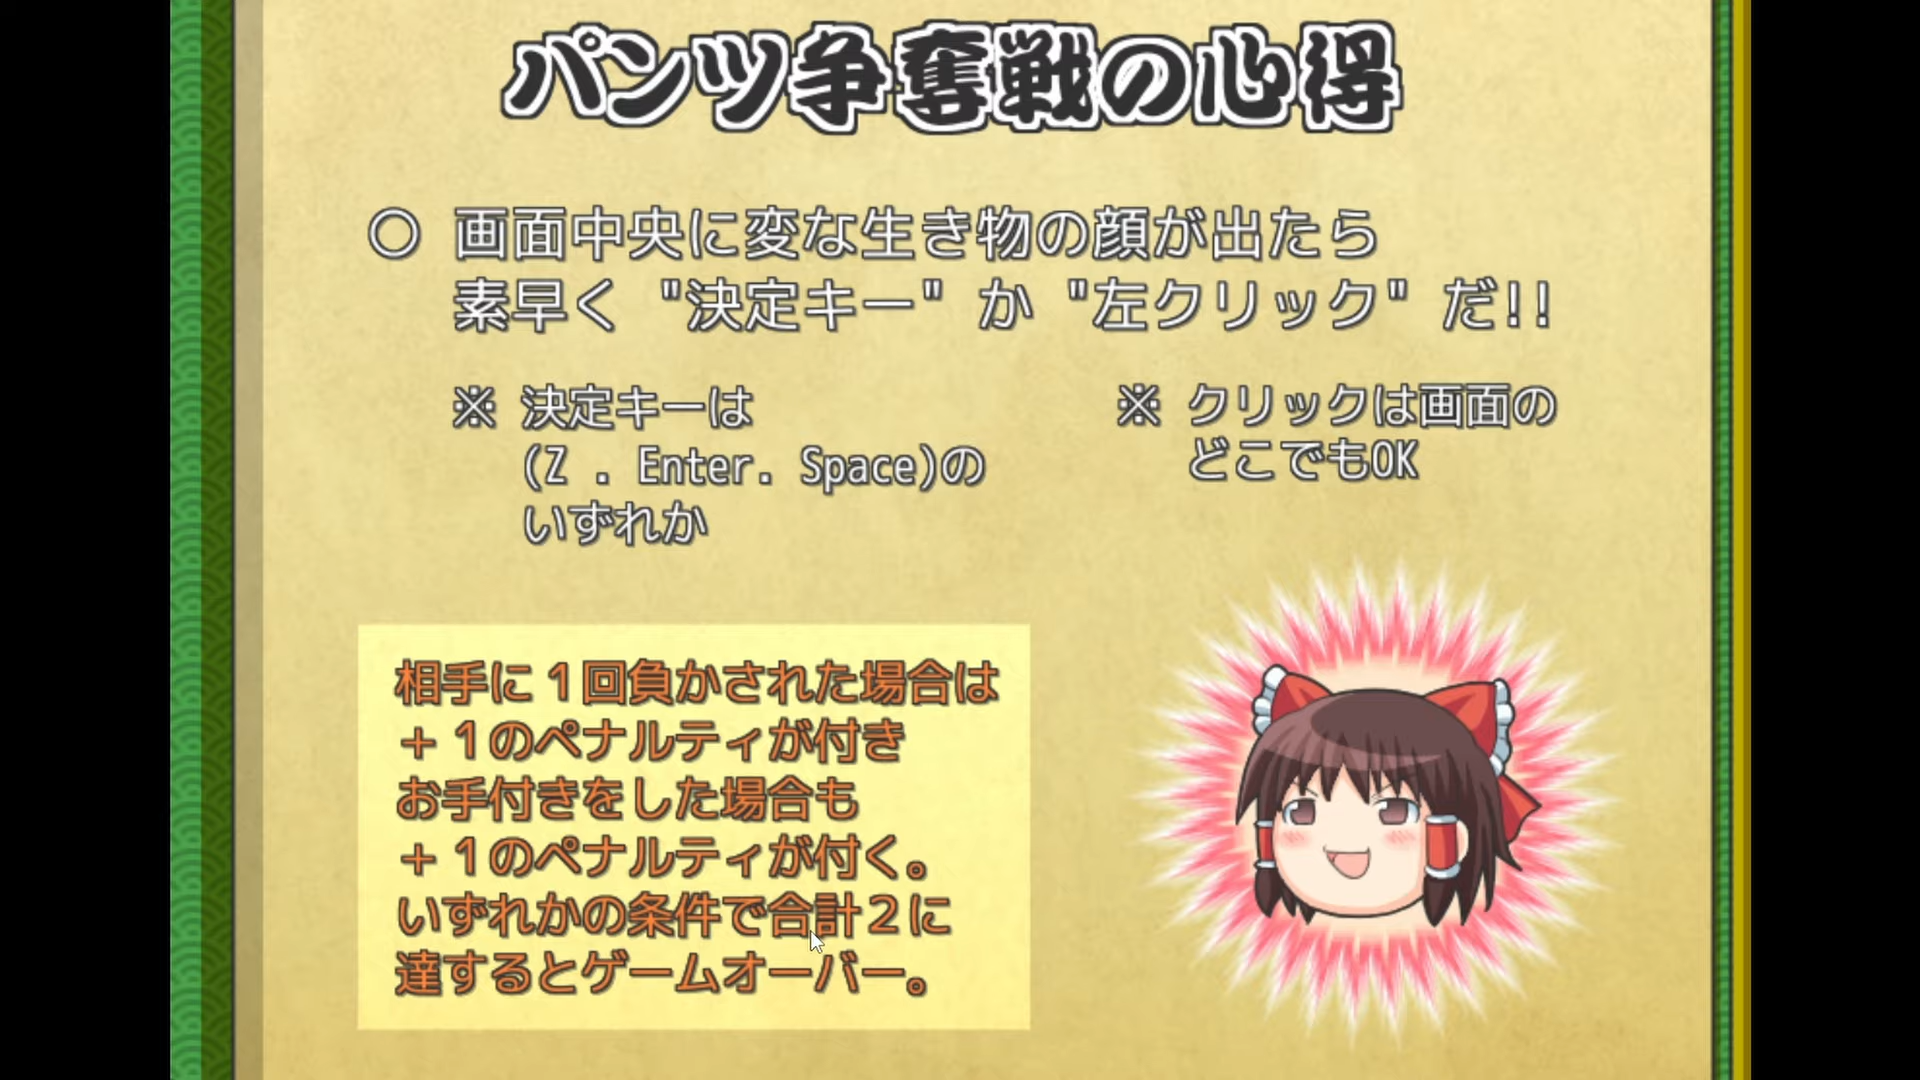 パンツ争奪戦の心得
○ 画面中央に変な生き物の顔が出たら
素早く "決定キー" か "左クリック" だ!!
※ 決定キーは
(Z . Enter. Space)の
いずれか
※ クリックは画面の
どこでもOK
相手に１回負かされた場合は
＋１のペナルティが付き
お手付きをした場合も
＋１のペナルティが付く。
いずれかの条件で合計２に
達するとゲームオーバー。